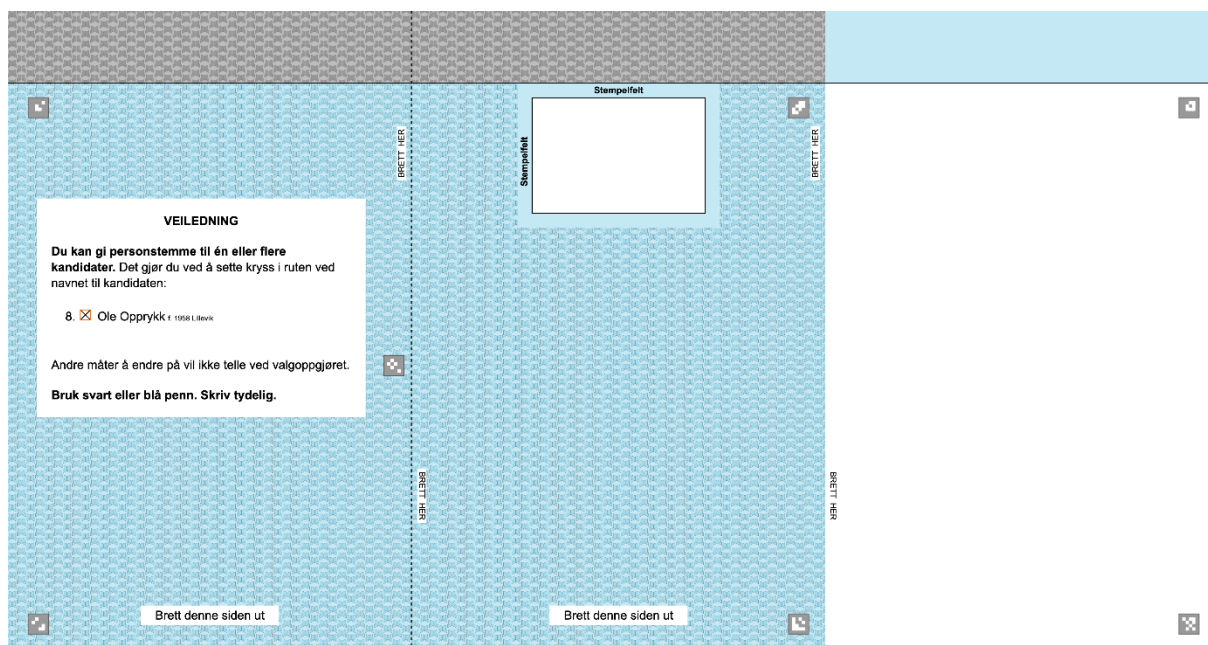 VEILEDNING
Du kan gi personstemme til én eller flere
kandidater. Det gjør du ved å sette kryss i ruten ved
navnet til kandidaten:
8. Ole Opprykk f. 1958 Lillevik
Andre måter å endre på vil ikke telle ved valgoppgjøret.
Bruk svart eller blå penn. Skriv tydelig.
Brett denne siden ut
BRETT HER
BRETT HER
Stempelfelt
Stempelfelt
Brett denne siden ut
BRETT HER
BRETT HER